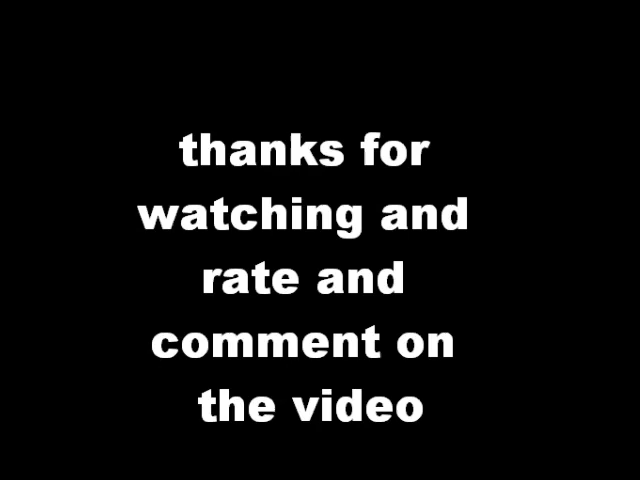 thanks for
watching and
rate and
comment on
the video